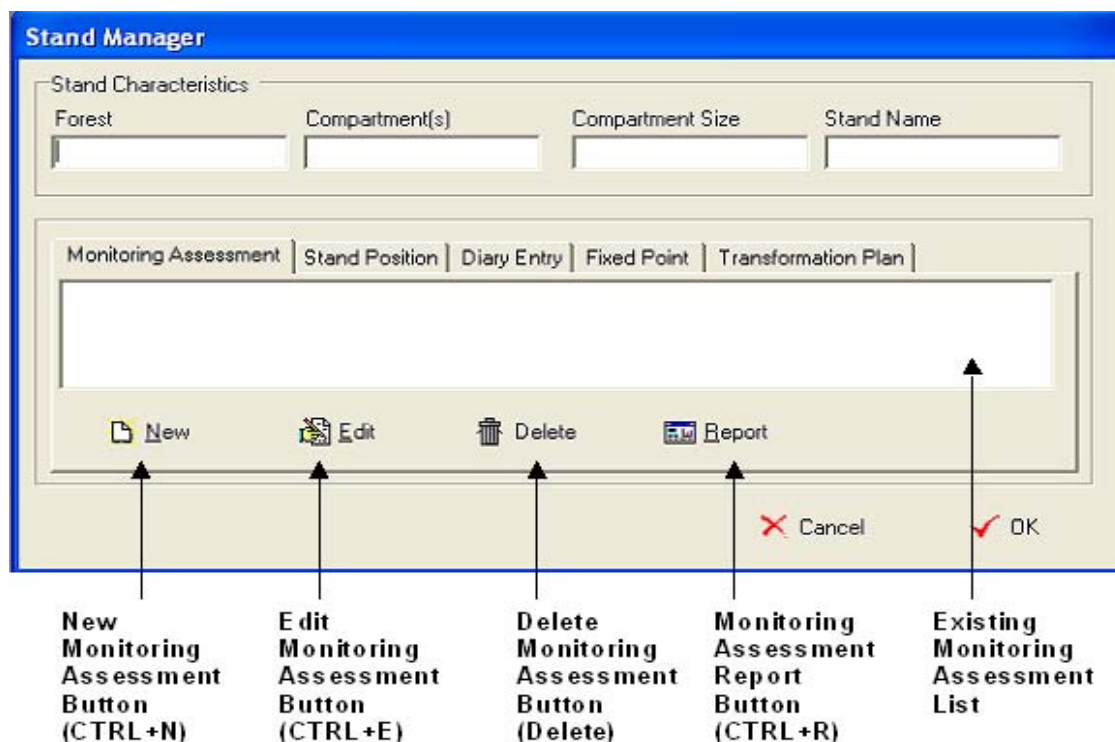 Stand Manager
Stand Characteristics
Forest Compartment(s) Compartment Size Stand Name
Monitoring Assessment Stand Position Diary Entry Fixed Point Transformation Plan
New Edit Delete Report
Cancel OK
New
Monitoring
Assessment
Button
(CTRL+N)
Edit
Monitoring
Assessment
Button
(CTRL+E)
Delete
Monitoring
Assessment
Button
(Delete)
Monitoring
Assessment
Report
Button
(CTRL+R)
Existing
Monitoring
Assessment
List